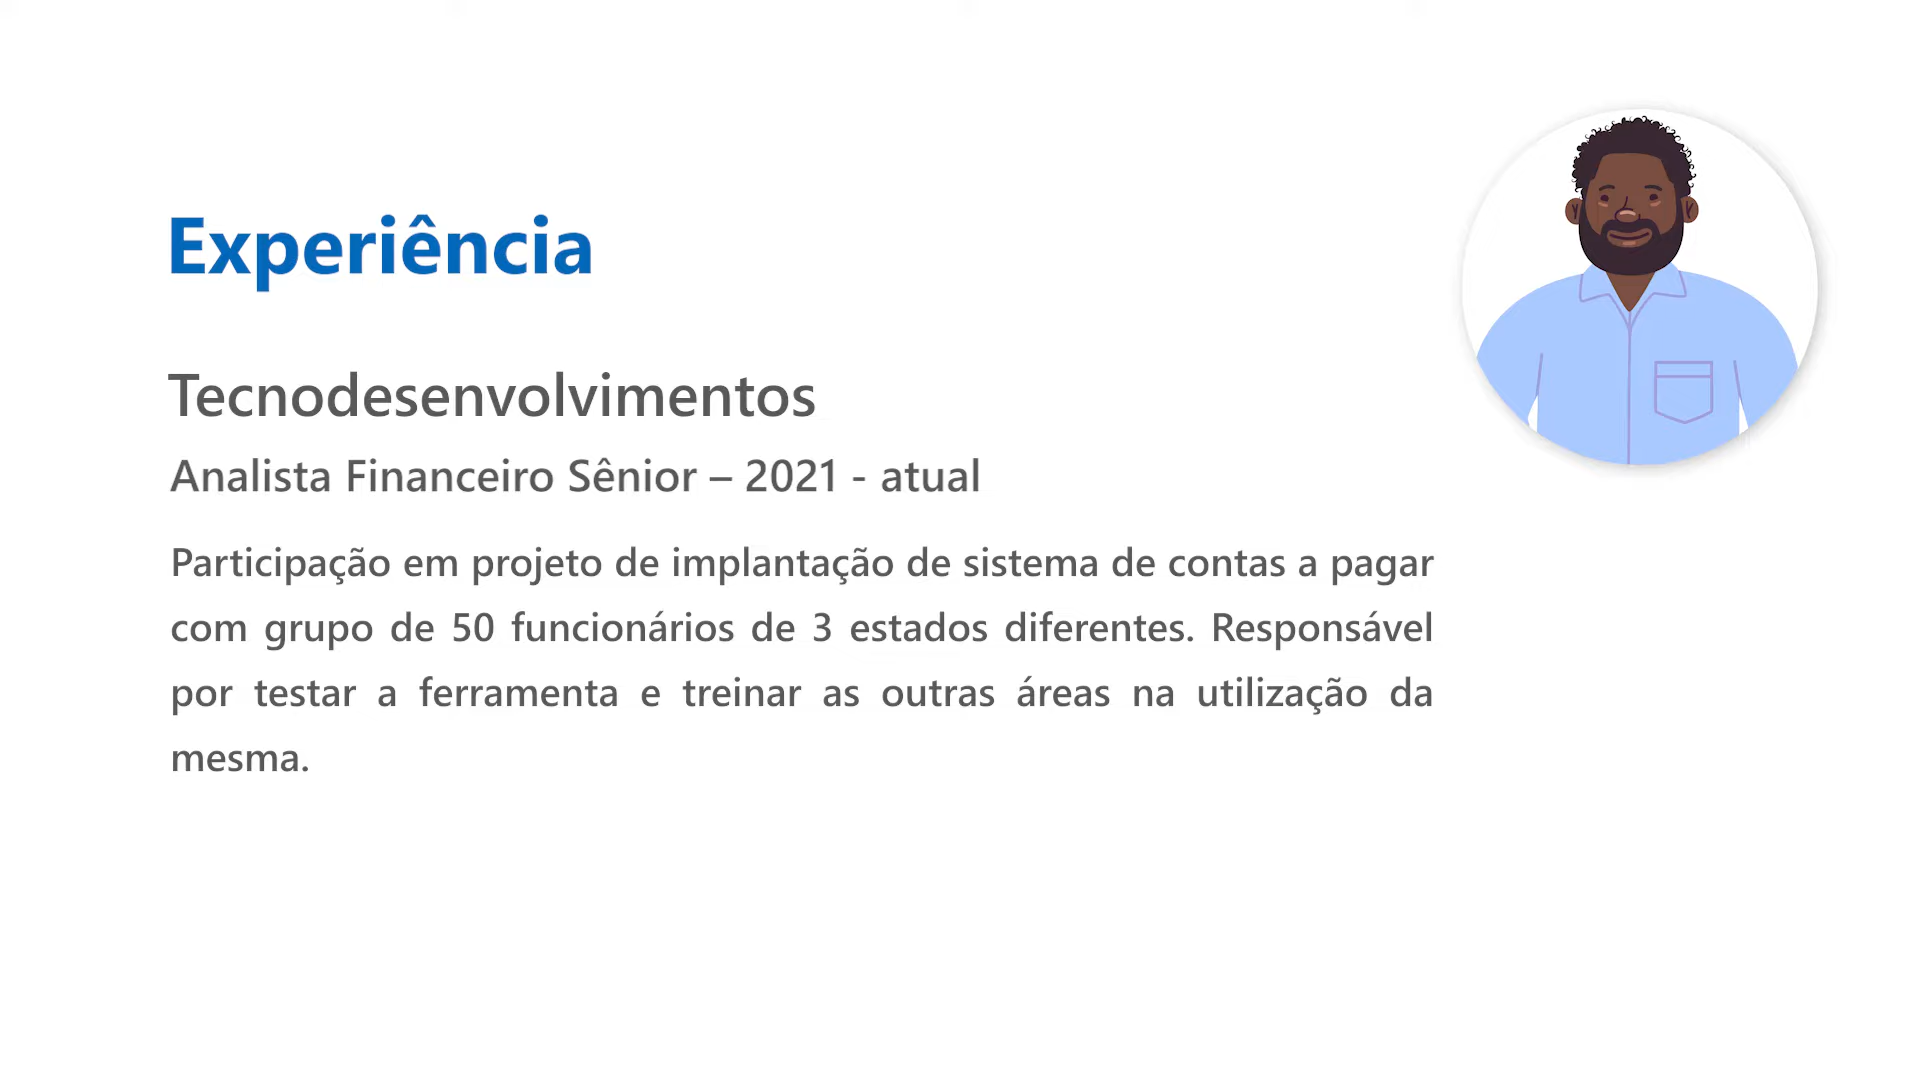 Experiência
Tecnodesenvolvimentos
Analista Financeiro Sênior – 2021 - atual
Participação em projeto de implantação de sistema de contas a pagar
com grupo de 50 funcionários de 3 estados diferentes. Responsável
por testar a ferramenta e treinar as outras áreas na utilização da
mesma.